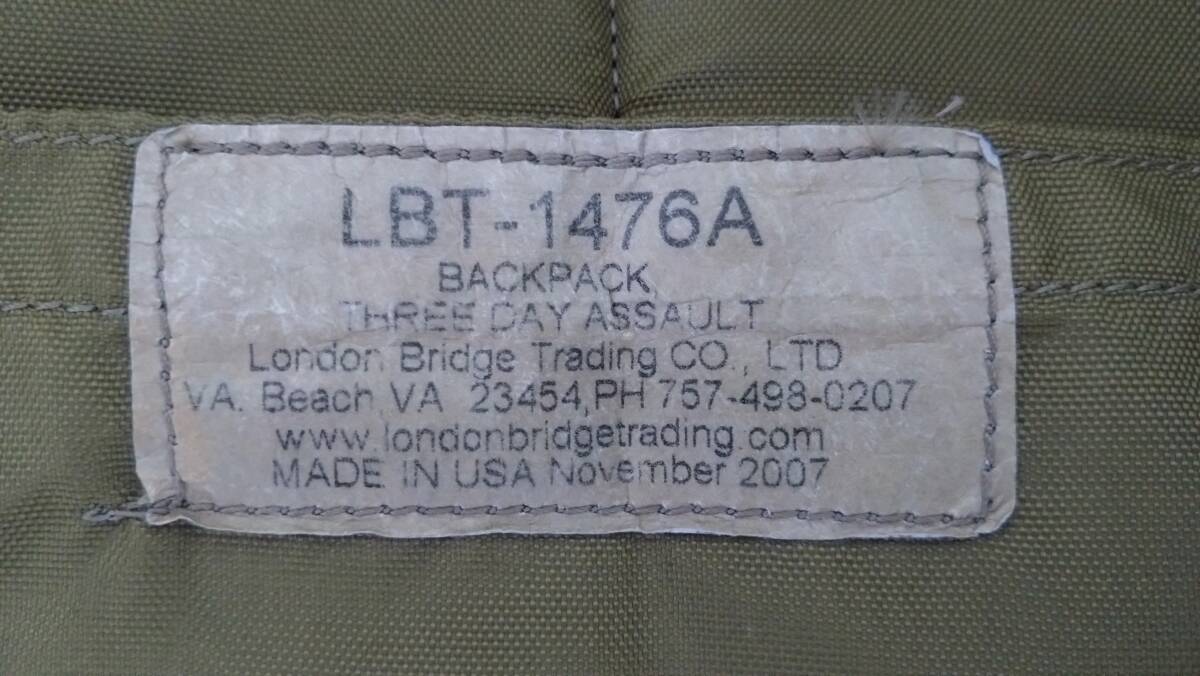 LBT-1476A
BACKPACK,
THREE DAY ASSAULT
London Bridge Trading CO., LTD
VA. Beach, VA 23454, PH 757-498-0207
www.londonbridgetrading.com
MADE IN USA November 2007